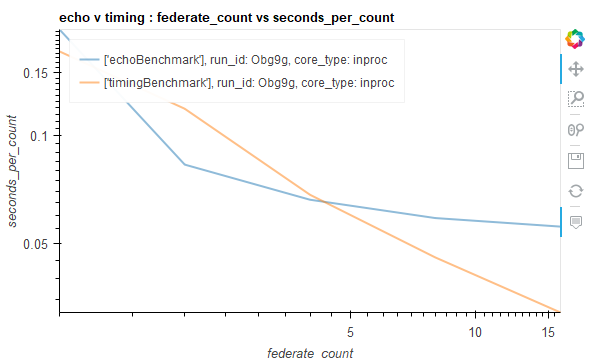 echo v timing : federate_count vs seconds_per_count
['echoBenchmark'], run_id: Obg9g, core_type: inproc
['timingBenchmark'], run_id: Obg9g, core_type: inproc
0.15
0.1
0.05
seconds_per_count
5
10
15
federate_count